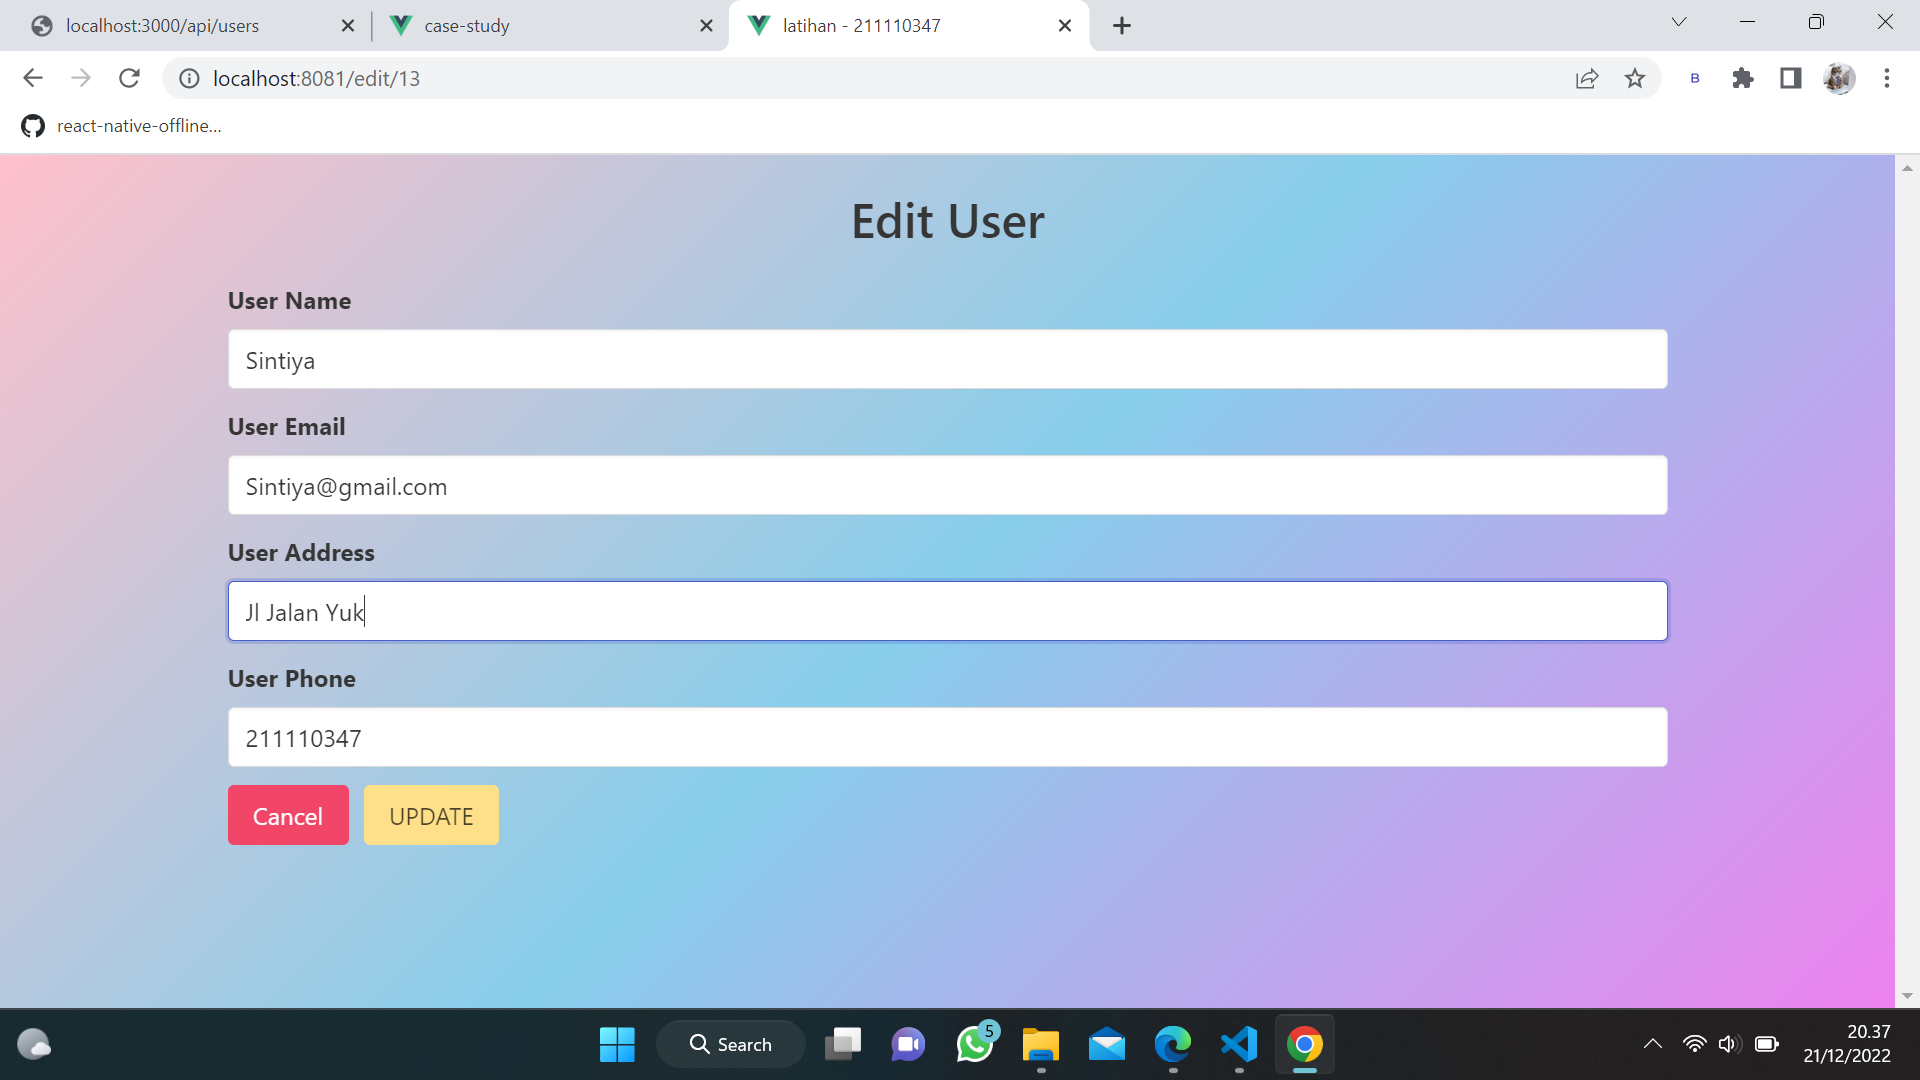 localhost:3000/api/users
case-study
latihan - 211110347
localhost:8081/edit/13
B
react-native-offline...
Edit User
User Name
Sintiya
User Email
Sintiya@gmail.com
User Address
Jl Jalan Yuk
User Phone
211110347
Cancel UPDATE
Search
5
20.37
21/12/2022